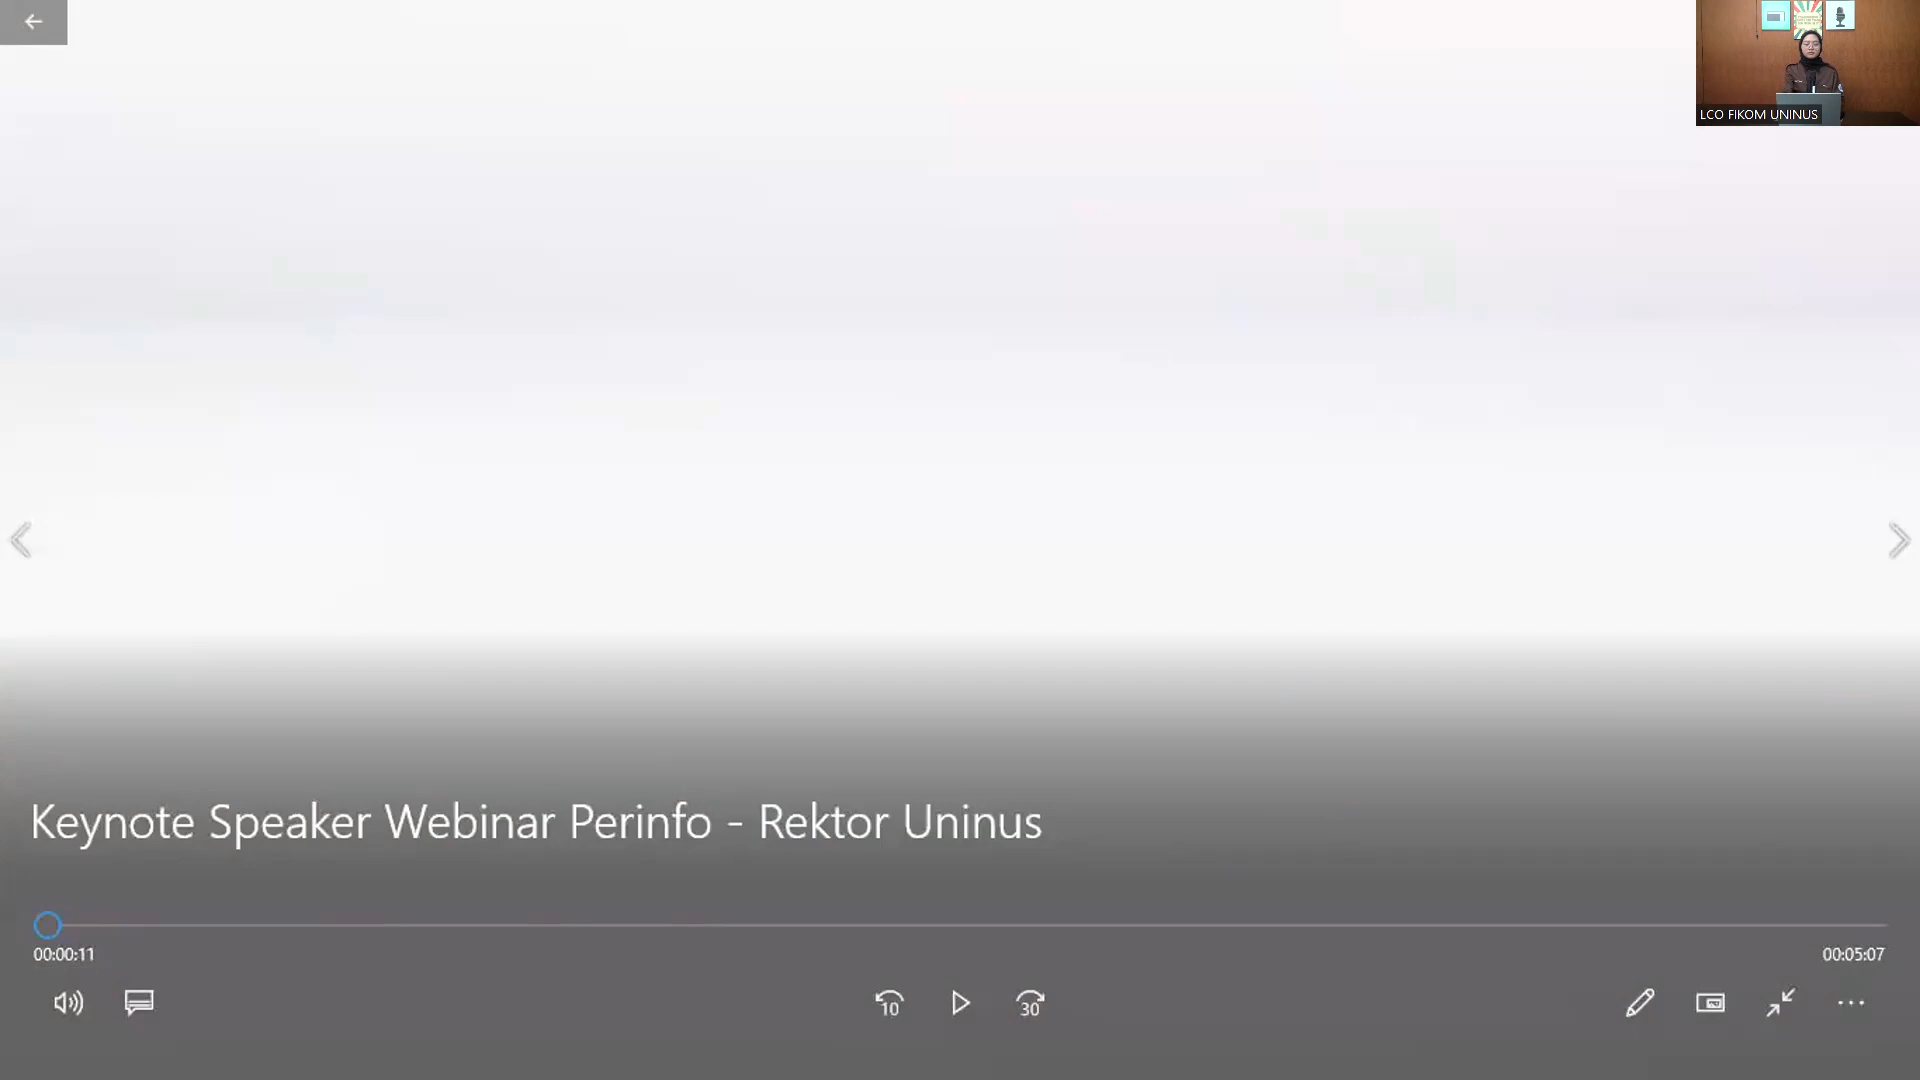 LCO FIKOM UNINUS
Keynote Speaker Webinar Perinfo - Rektor Uninus
00:00:11
00:05:07
10
30